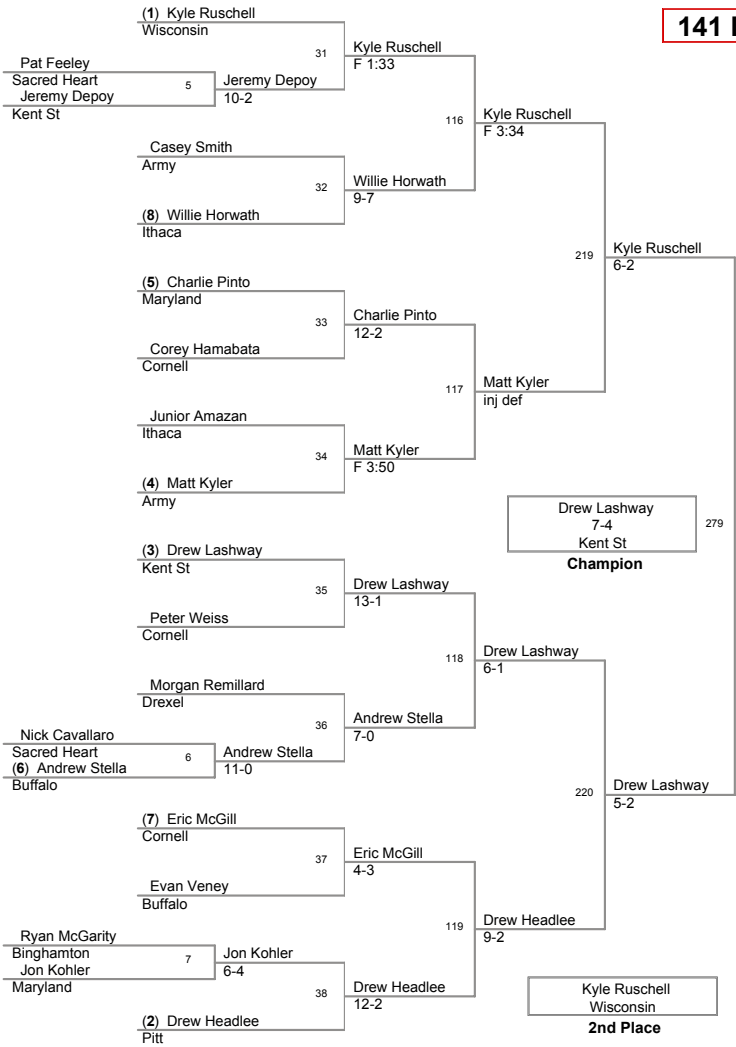 (1) Kyle Ruschell
Wisconsin
141
31
Kyle Ruschell
F 1:33
Pat Feeley
Sacred Heart
5
Jeremy Depoy
Jeremy Depoy
10-2
Kent St
116
Kyle Ruschell
F 3:34
Casey Smith
Army
32
Willie Horwath
9-7
(8) Willie Horwath
Ithaca
219
Kyle Ruschell
6-2
(5) Charlie Pinto
Maryland
33
Charlie Pinto
12-2
Corey Hamabata
Cornell
117
Matt Kyler
inj def
Junior Amazan
Ithaca
34
Matt Kyler
F 3:50
(4) Matt Kyler
Army
Drew Lashway
7-4
Kent St
279
Champion
(3) Drew Lashway
Kent St
35
Drew Lashway
13-1
Peter Weiss
Cornell
118
Drew Lashway
6-1
Morgan Remillard
Drexel
36
Andrew Stella
7-0
Nick Cavallaro
Sacred Heart
6
Andrew Stella
(6) Andrew Stella
11-0
Buffalo
220
Drew Lashway
5-2
(7) Eric McGill
Cornell
37
Eric McGill
4-3
Evan Veney
Buffalo
119
Drew Headlee
9-2
Ryan McGarity
Binghamton
7
Jon Kohler
Jon Kohler
6-4
Maryland
38
Drew Headlee
12-2
(2) Drew Headlee
Pitt
Kyle Ruschell
Wisconsin
2nd Place